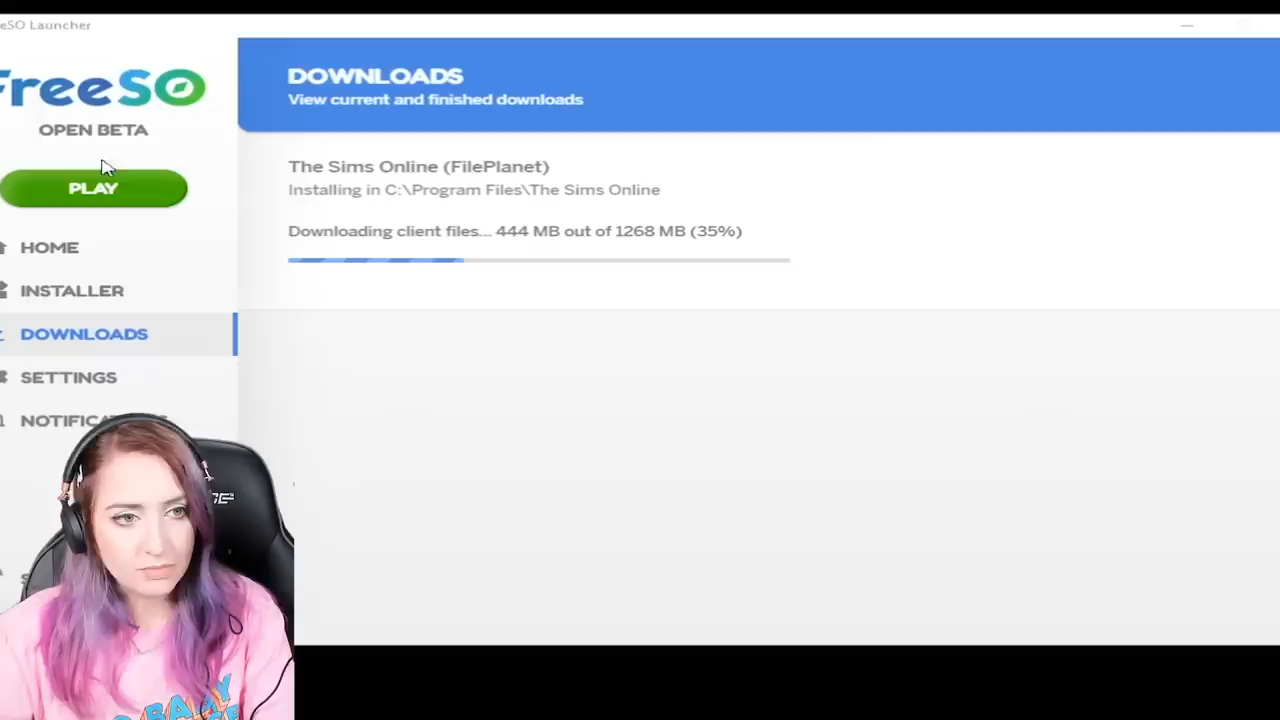 eSO Launcher
FreeSO
OPEN BETA
PLAY
HOME
INSTALLER
DOWNLOADS
SETTINGS
DOWNLOADS
View current and finished downloads
The Sims Online (FilePlanet)
Installing in C:\Program Files\The Sims Online
Downloading client files... 444 MB out of 1268 MB (35%)